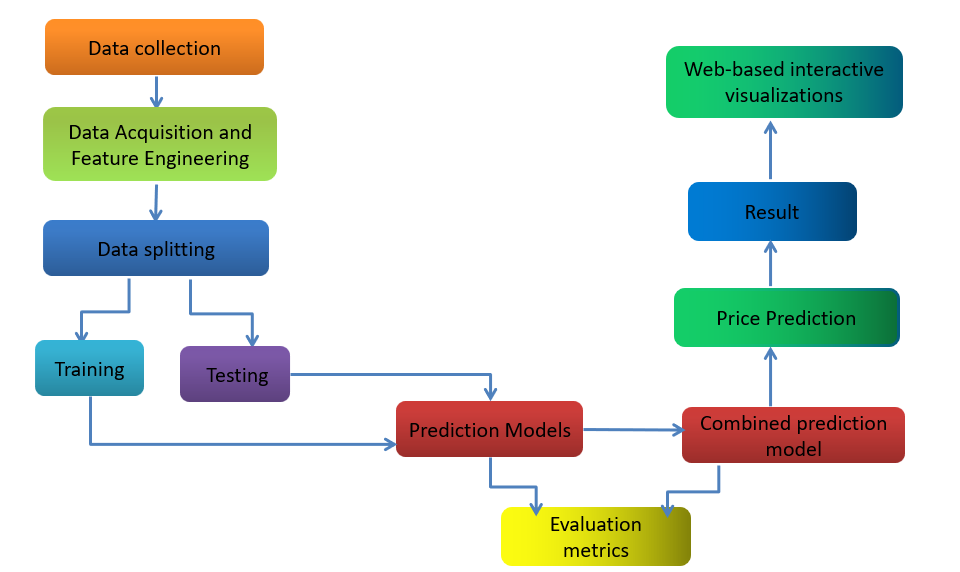 Data collection
Data Acquisition and
Feature Engineering
Data splitting
Training
Testing
Prediction Models
Combined prediction
model
Evaluation
metrics
Price Prediction
Result
Web-based interactive
visualizations